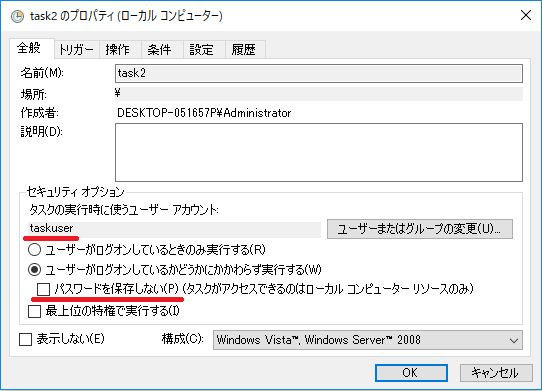 task2 のプロパティ (ローカル コンピューター)
全般 トリガー 操作 条件 設定 履歴
名前(M): task2
場所: ¥
作成者: DESKTOP-051657P¥Administrator
説明(D):
セキュリティ オプション
タスクの実行時に使うユーザー アカウント:
taskuser ユーザーまたはグループの変更(U)...
ユーザーがログオンしているときのみ実行する(R)
ユーザーがログオンしているかどうかにかかわらず実行する(W)
パスワードを保存しない(P) (タスクがアクセスできるのはローカル コンピューター リソースのみ)
最上位の特権で実行する(I)
表示しない(E) 構成(C): Windows Vista™, Windows Server™ 2008
OK キャンセル